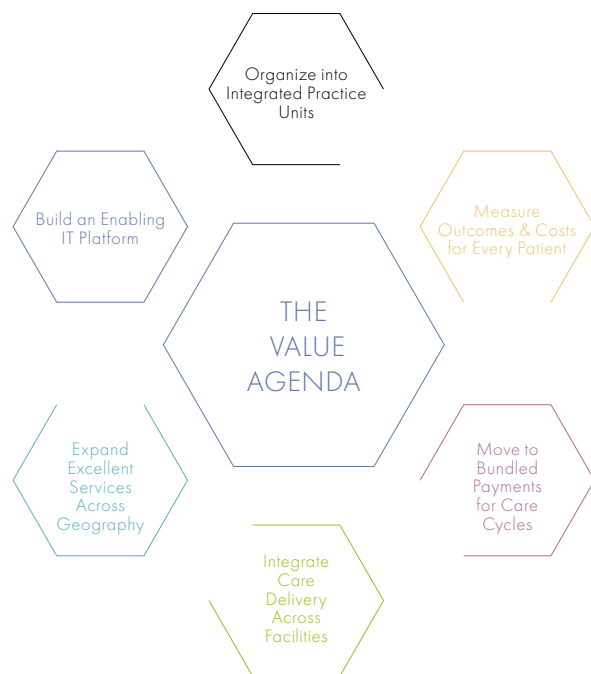 Organize into
Integrated Practice
Units
Build an Enabling
IT Platform
Measure
Outcomes & Costs
for Every Patient
THE
VALUE
AGENDA
Expand
Excellent
Services
Across
Geography
Move to
Bundled
Payments
for Care
Cycles
Integrate
Care
Delivery
Across
Facilities